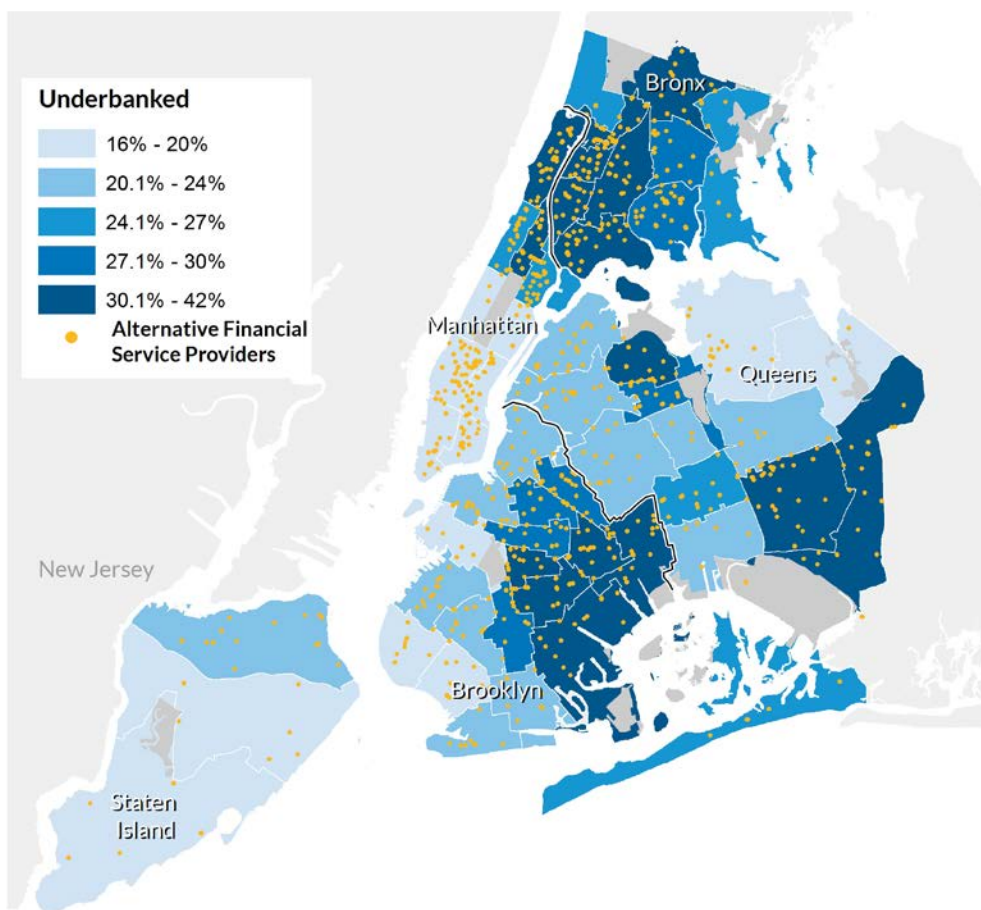 Underbanked
16% - 20%
20.1% - 24%
24.1% - 27%
27.1% - 30%
30.1% - 42%
Alternative Financial
Service Providers
Bronx
Manhattan
Queens
New Jersey
Brooklyn
Staten
Island